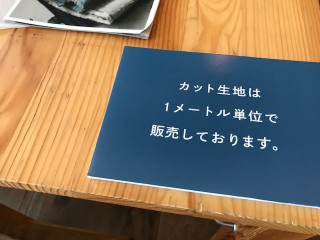 カット生地は
1メートル単位で
販売しております。